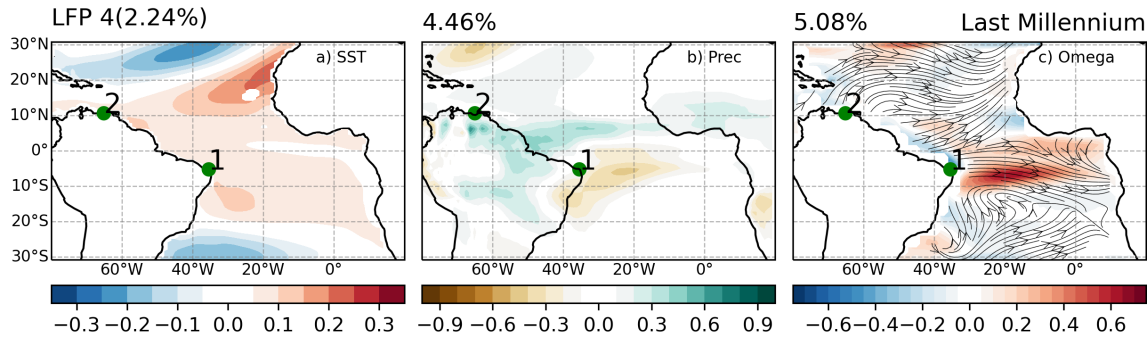 LFP 4(2.24%)
4.46%
5.08%
Last Millennium
a) SST
b) Prec
c) Omega
30°N
20°N
10°N
0°
10°S
20°S
30°S
2
1
2
1
2
1
60°W 40°W 20°W 0°
60°W 40°W 20°W 0°
60°W 40°W 20°W 0°
−0.3 −0.2 −0.1 0.0 0.1 0.2 0.3
−0.9 −0.6 −0.3 0.0 0.3 0.6 0.9
−0.6 −0.4 −0.2 0.0 0.2 0.4 0.6